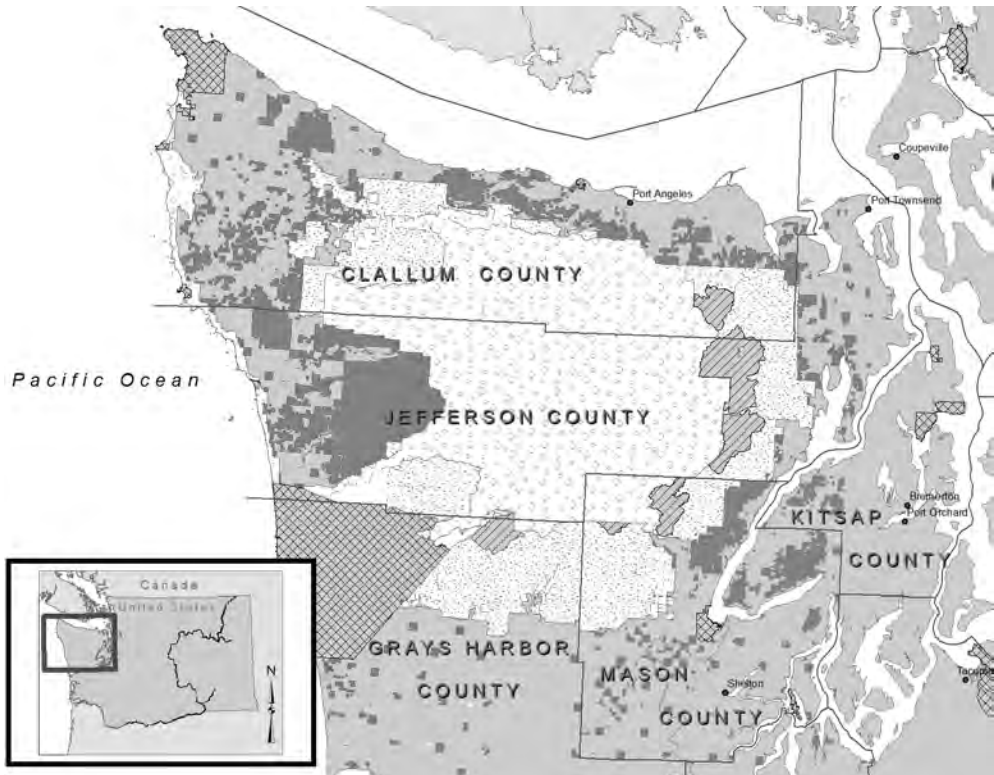 Coupeville
Port Angeles
Port Townsend
CLALLUM COUNTY
Pacific Ocean
JEFFERSON COUNTY
Bremerton
Port Orchard
KITSAP
COUNTY
Canada
United States
GRAYS HARBOR
COUNTY
MASON
COUNTY
Shelton
N